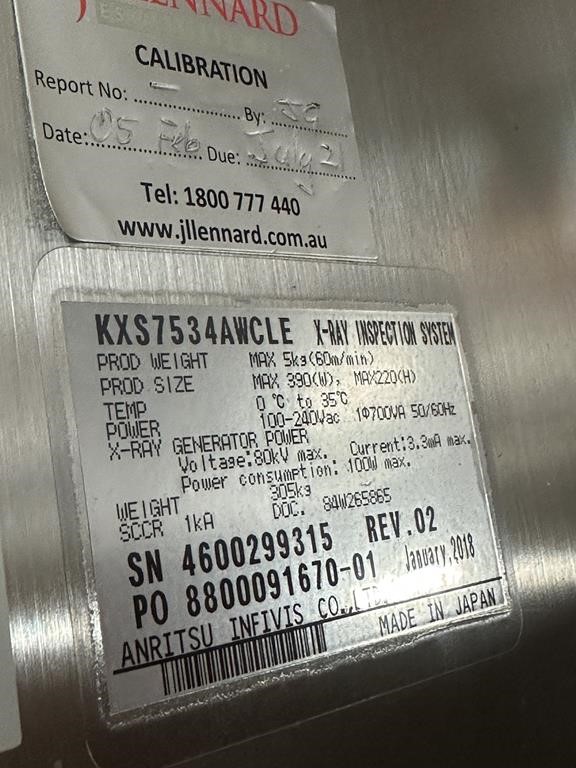 J LENNARD
CALIBRATION
Report No: – By: JG
Date: 05 Feb Due: July 21
Tel: 1800 777 440
www.jllennard.com.au
KXS7534AWCLE X-RAY INSPECTION SYSTEM
PROD WEIGHT MAX 5kg(60m/min)
PROD SIZE MAX 390(W), MAX220(H)
TEMP 0 ℃ to 35℃
POWER 100-240Vac 1Φ700VA 50/60Hz
X-RAY GENERATOR POWER
Voltage:80kV max. Current:3.3mA max.
Power consumption: 100W max.
WEIGHT 305kg
SCCR 1kA DOC. 84W265865
SN 4600299315 REV.02
PO 8800091670-01 January,2018
ANRITSU INFIVIS CO.,LTD.
MADE IN JAPAN